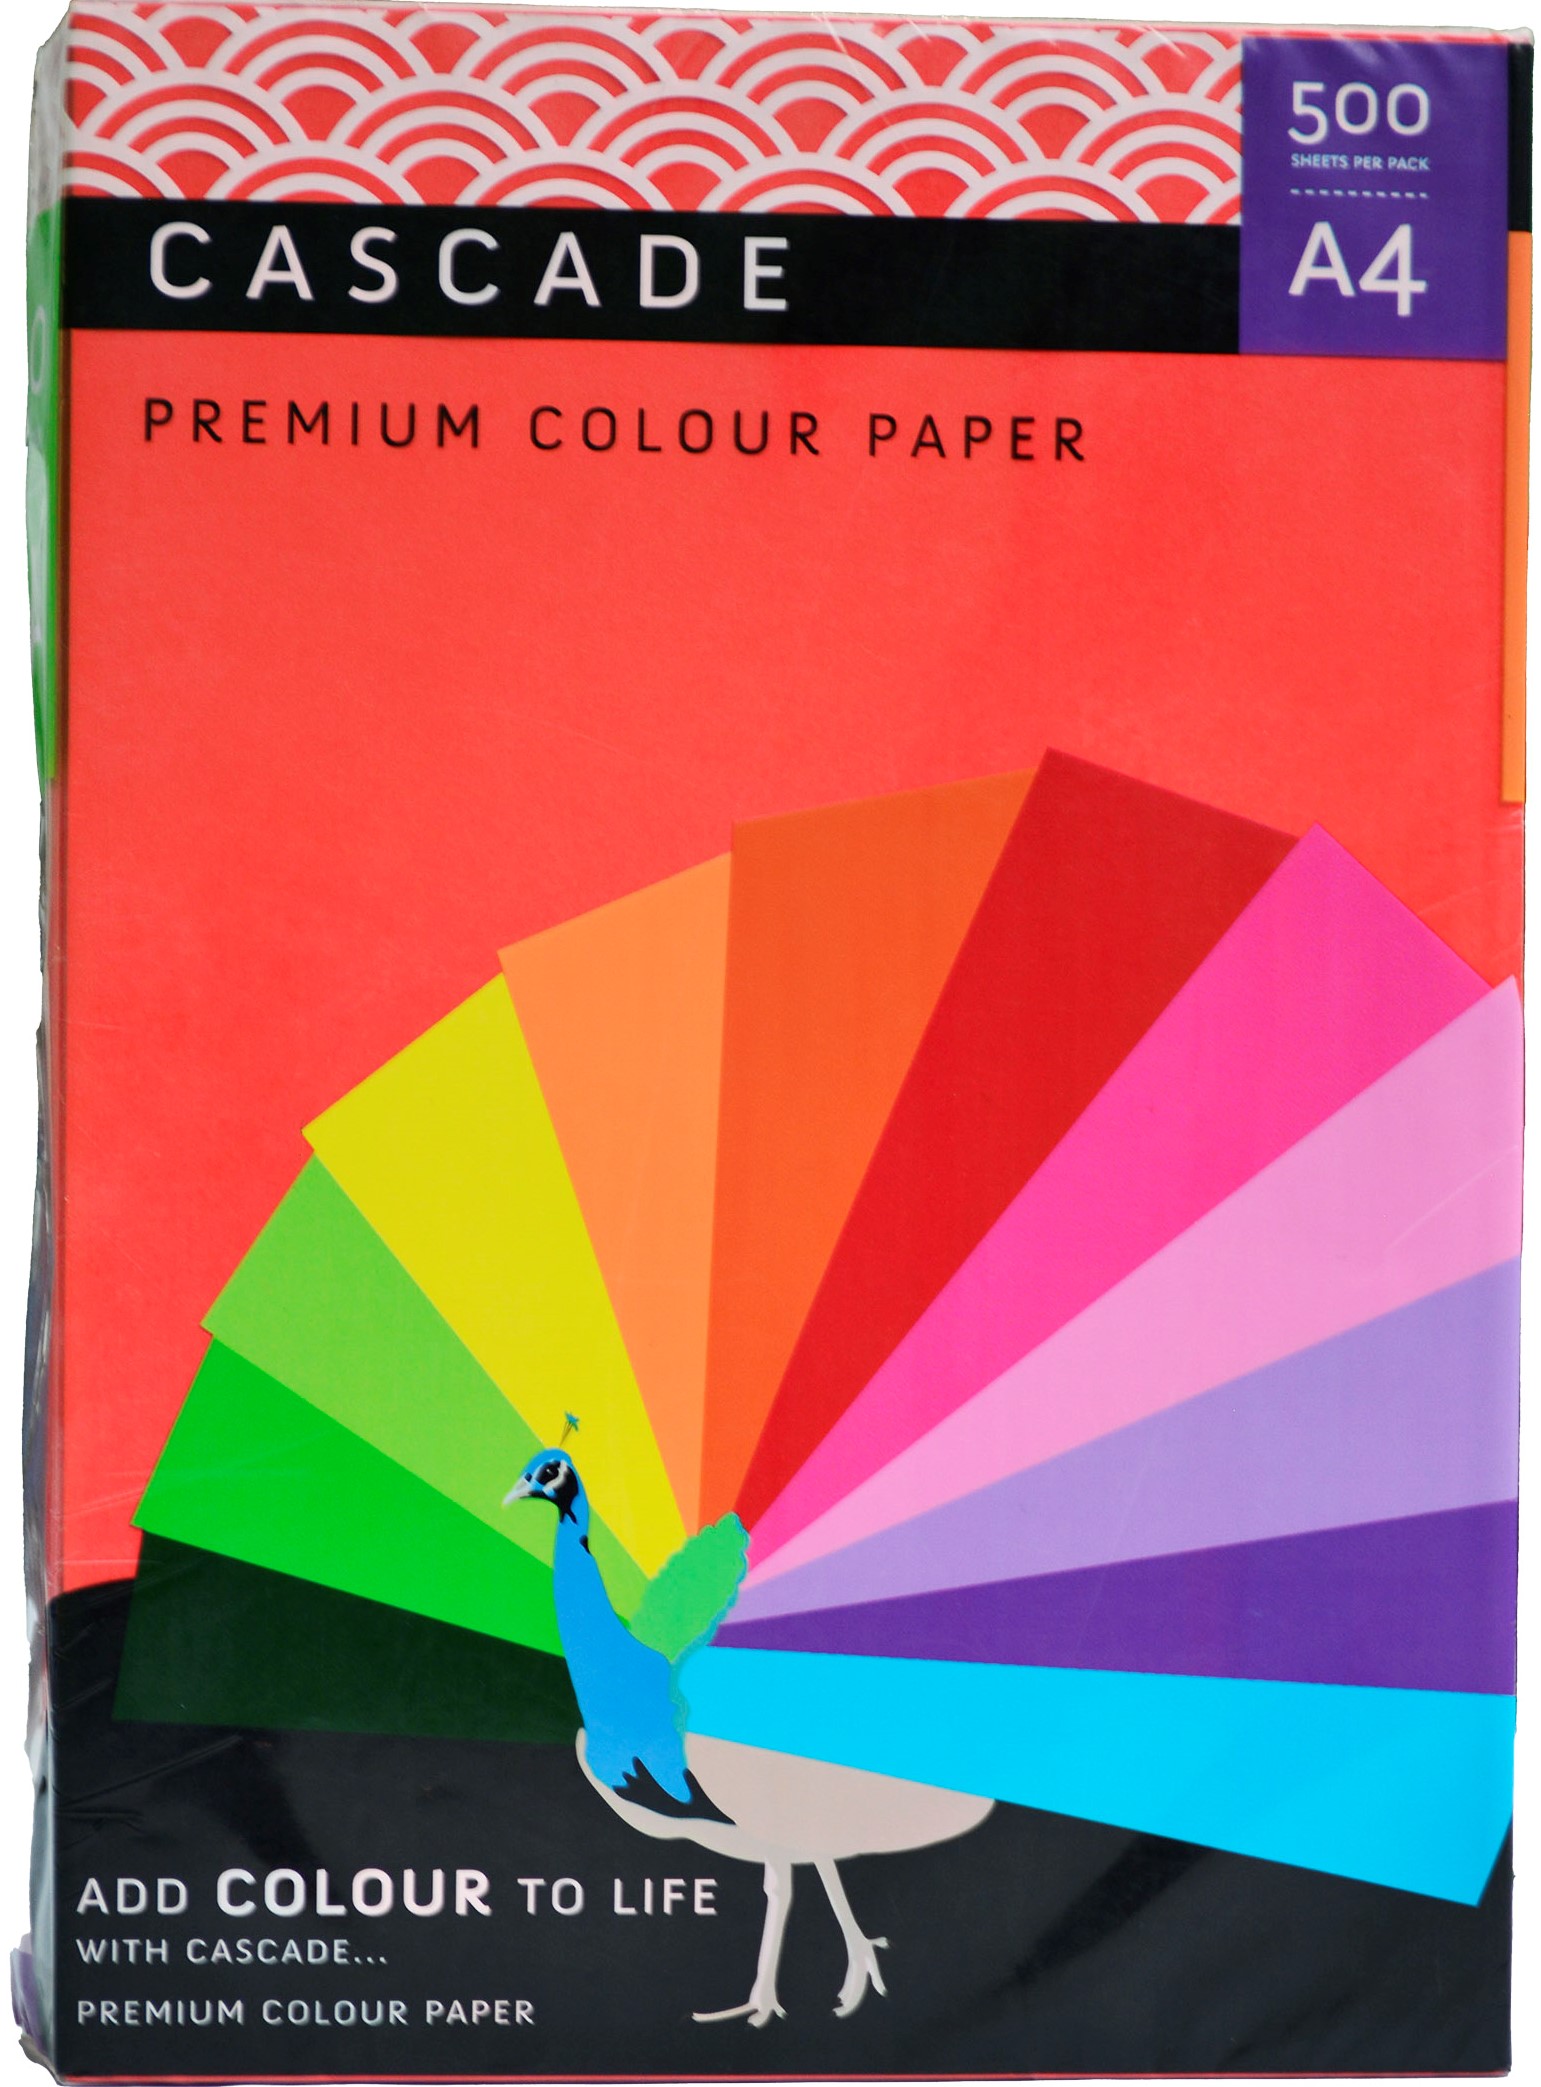 500
SHEETS PER PACK
A4
CASCADE
PREMIUM COLOUR PAPER
ADD COLOUR TO LIFE
WITH CASCADE...
PREMIUM COLOUR PAPER